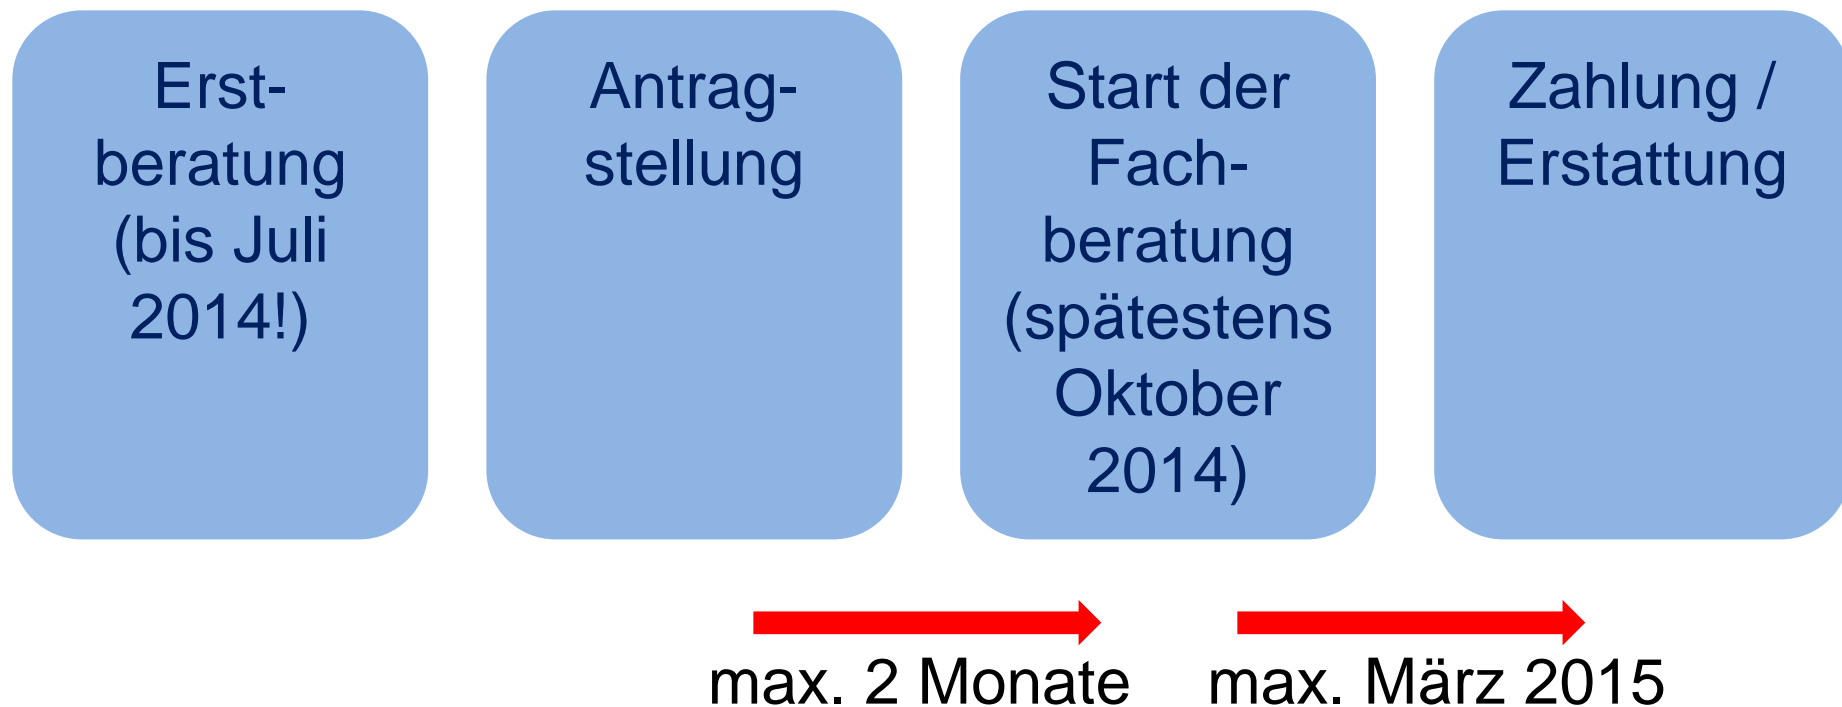 Erst-
beratung
(bis Juli
2014!)
Antrag-
stellung
Start der
Fach-
beratung
(spätestens
Oktober
2014)
Zahlung /
Erstattung
max. 2 Monate
max. März 2015